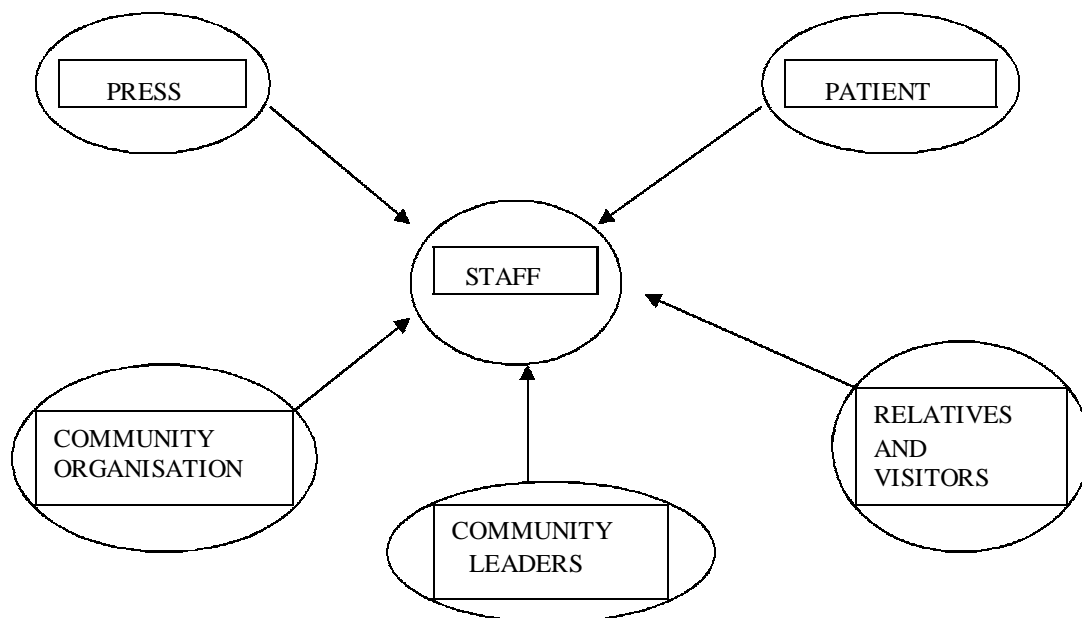 PRESS
PATIENT
STAFF
COMMUNITY
ORGANISATION
RELATIVES
AND
VISITORS
COMMUNITY
LEADERS